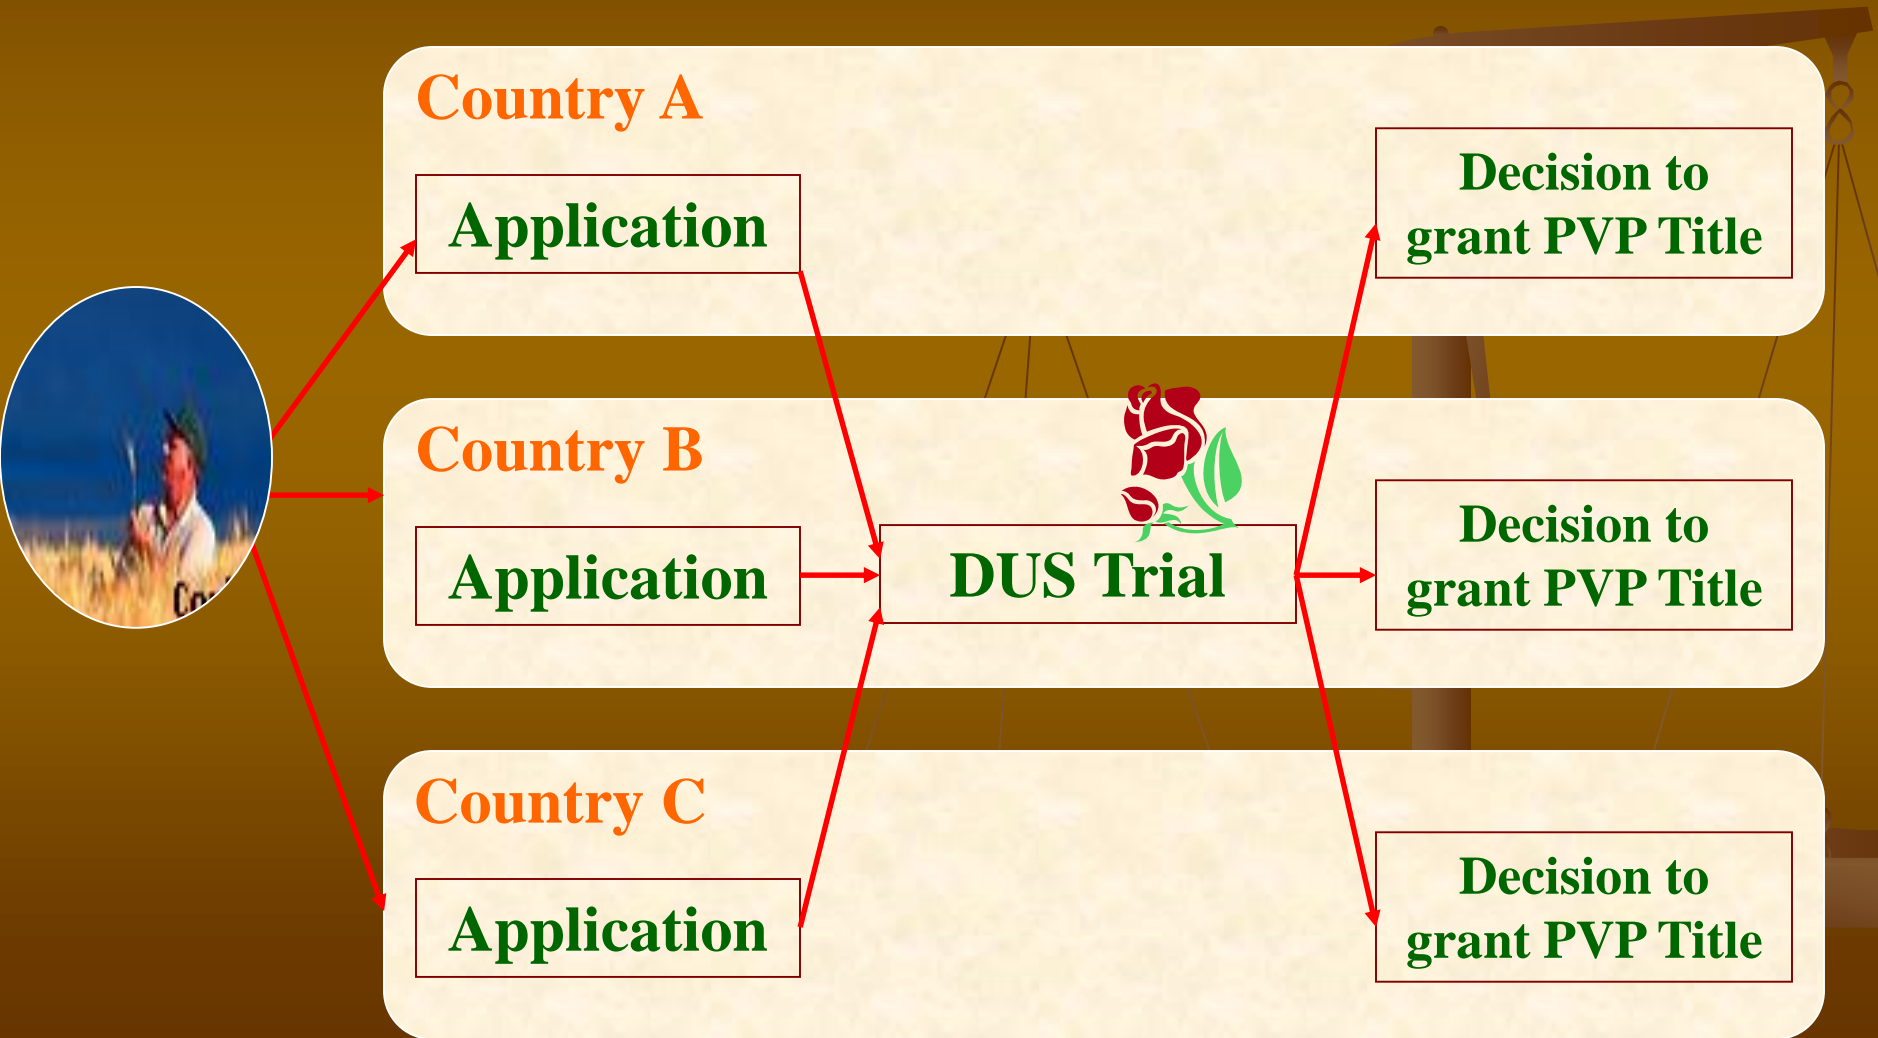 Country A
Application
Decision to
grant PVP Title
Country B
Application
DUS Trial
Decision to
grant PVP Title
Country C
Application
Decision to
grant PVP Title